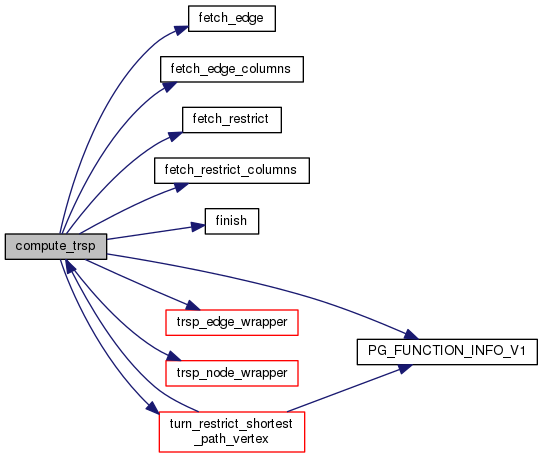 fetch_edge
fetch_edge_columns
fetch_restrict
fetch_restrict_columns
finish
compute_trsp
trsp_edge_wrapper
PG_FUNCTION_INFO_V1
trsp_node_wrapper
turn_restrict_shortest
_path_vertex